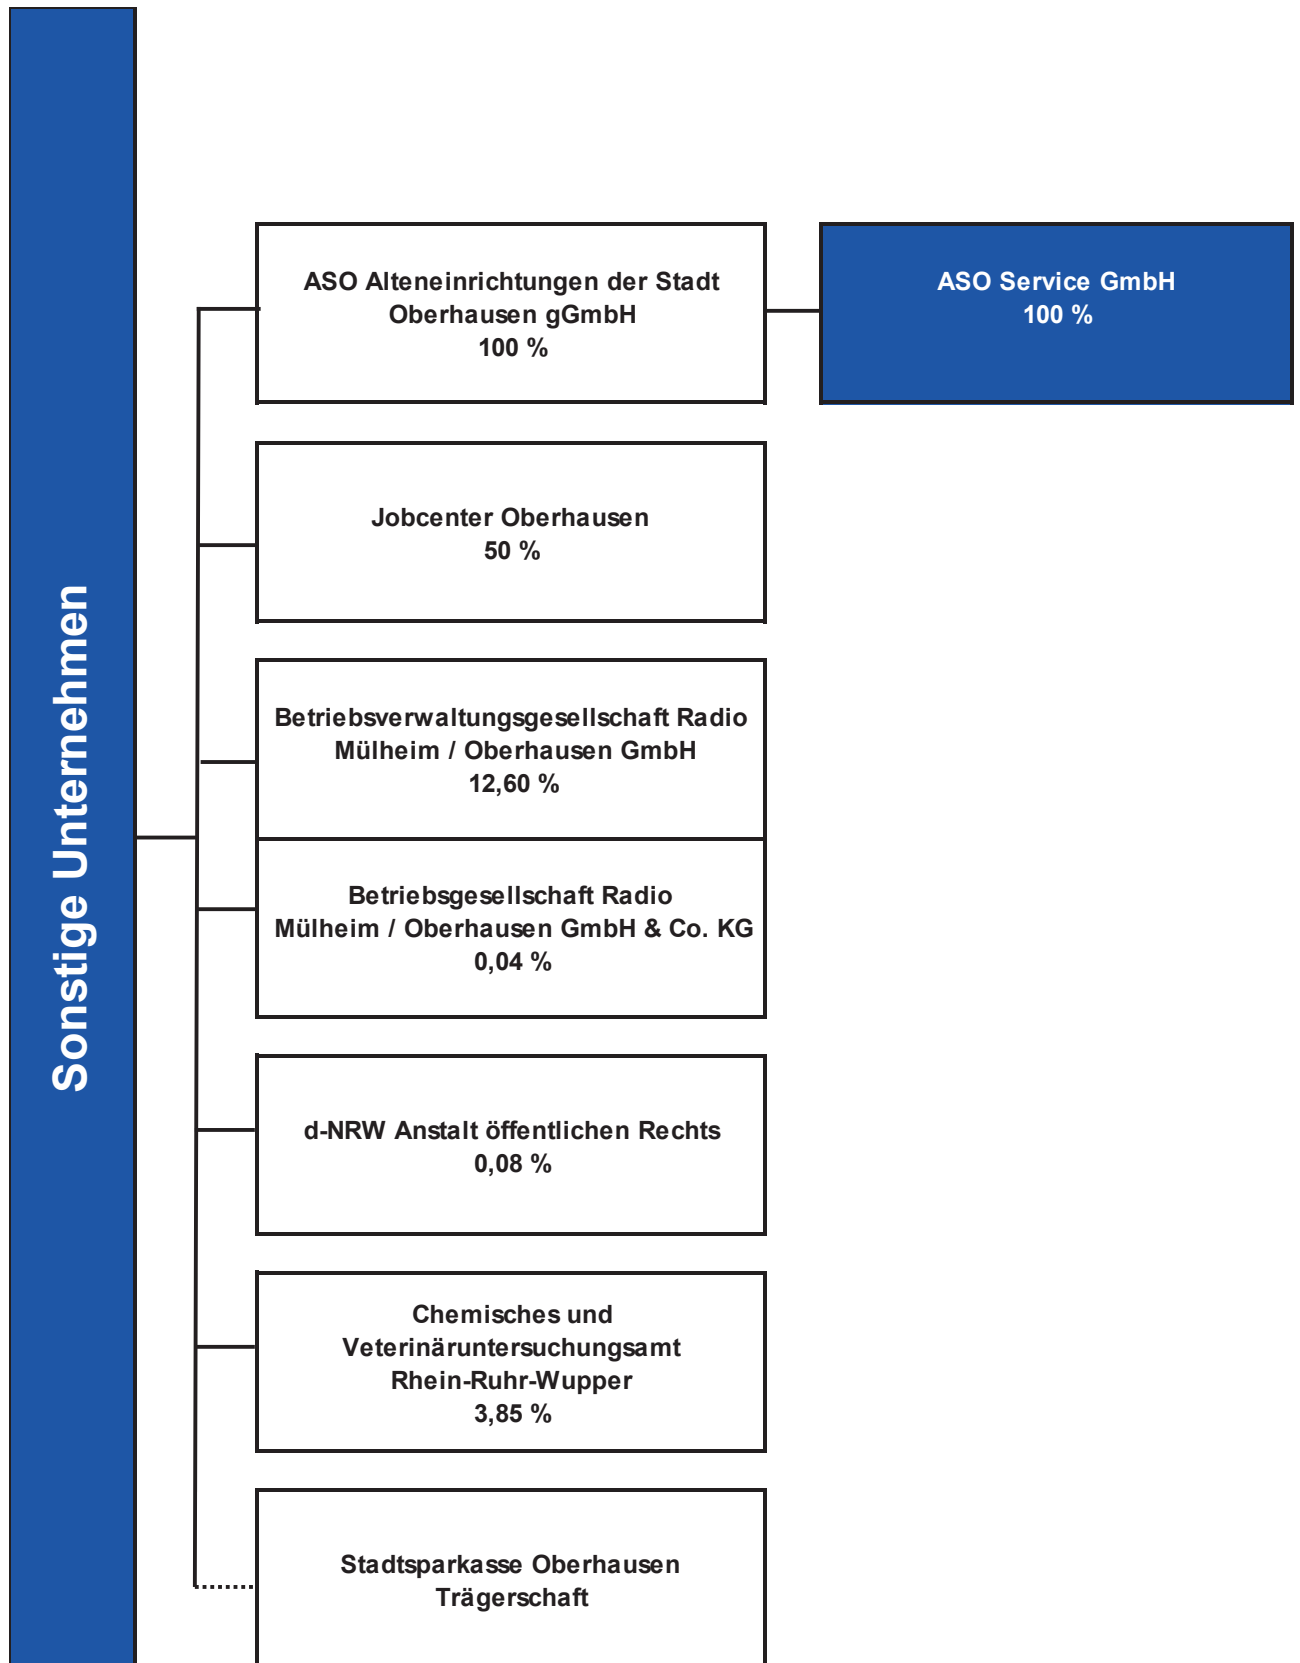 Sonstige Unternehmen
ASO Alteneinrichtungen der Stadt
Oberhausen gGmbH
100 %
ASO Service GmbH
100 %
Jobcenter Oberhausen
50 %
Betriebsverwaltungsgesellschaft Radio
Mülheim / Oberhausen GmbH
12,60 %
Betriebsgesellschaft Radio
Mülheim / Oberhausen GmbH & Co. KG
0,04 %
d-NRW Anstalt öffentlichen Rechts
0,08 %
Chemisches und
Veterinäruntersuchungsamt
Rhein-Ruhr-Wupper
3,85 %
Stadtsparkasse Oberhausen
Trägerschaft